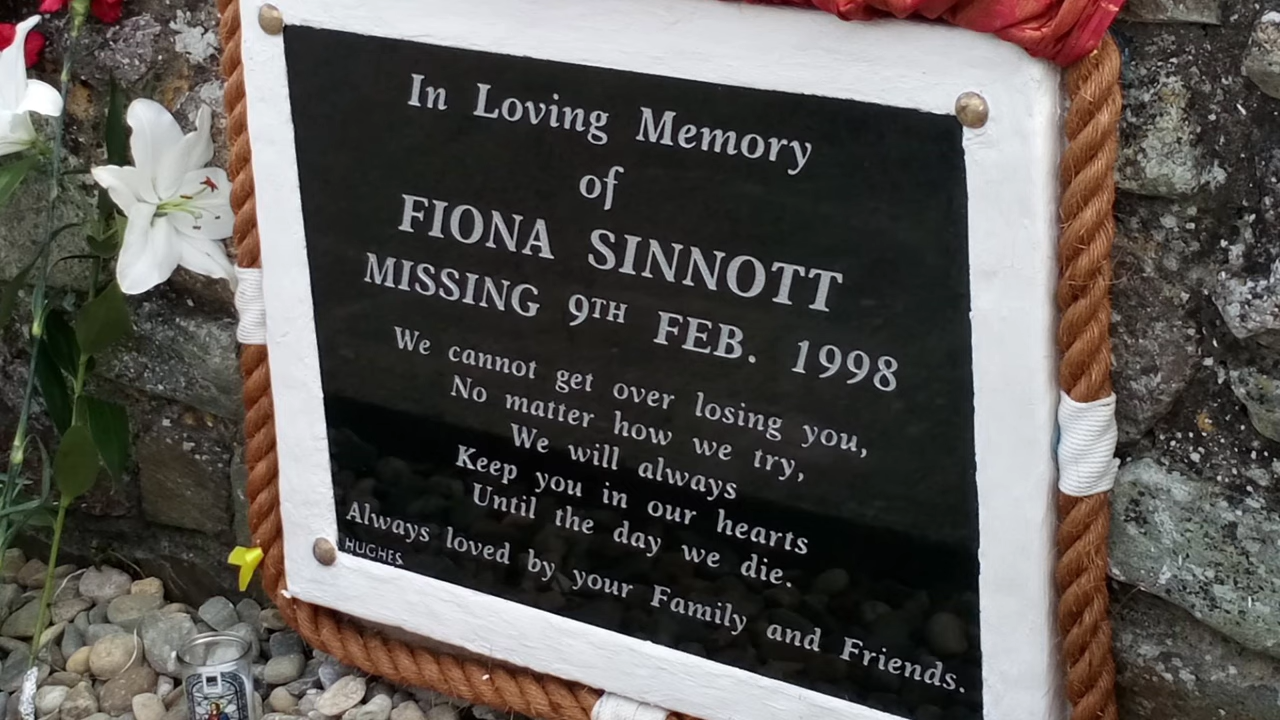 In Loving Memory
of
FIONA SINNOTT
MISSING 9TH FEB. 1998
We cannot get over losing you,
No matter how we try,
We will always
Keep you in our hearts
Until the day we die.
Always loved by your Family and Friends.
HUGHES